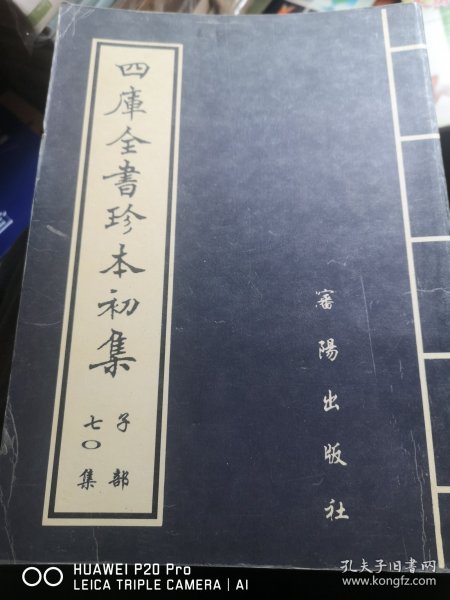 四庫全書珍本初集
子部
七〇集
審陽出版社
HUAWEI P20 Pro
LEICA TRIPLE CAMERA | AI
孔夫子旧书网
www.kongfz.com